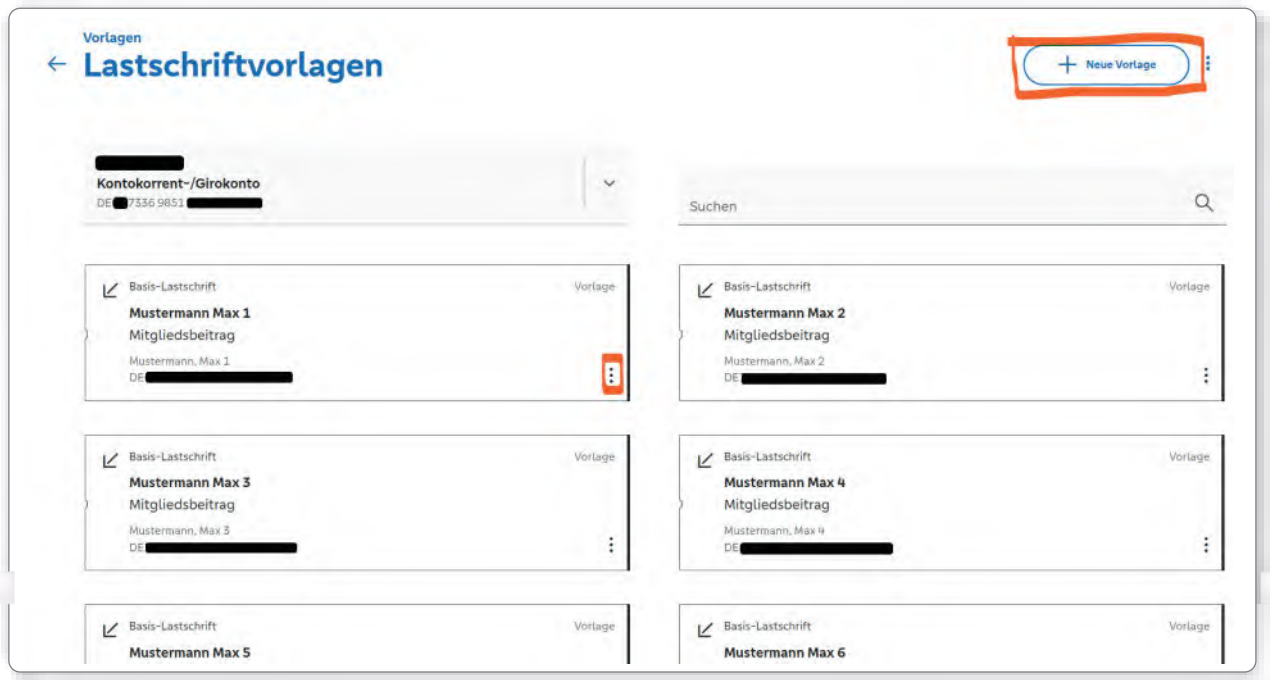 Vorlagen
Lastschriftvorlagen
Neue Vorlage
Kontokorrent-/Girokonto
DE 7336 9851
Suchen
Basis-Lastschrift Vorlage
Mustermann Max 1
Mitgliedsbeitrag
Mustermann, Max 1
DE
Basis-Lastschrift Vorlage
Mustermann Max 2
Mitgliedsbeitrag
Mustermann, Max 2
DE
Basis-Lastschrift Vorlage
Mustermann Max 3
Mitgliedsbeitrag
Mustermann, Max 3
DE
Basis-Lastschrift Vorlage
Mustermann Max 4
Mitgliedsbeitrag
Mustermann, Max 4
DE
Basis-Lastschrift Vorlage
Mustermann Max 5
Basis-Lastschrift Vorlage
Mustermann Max 6